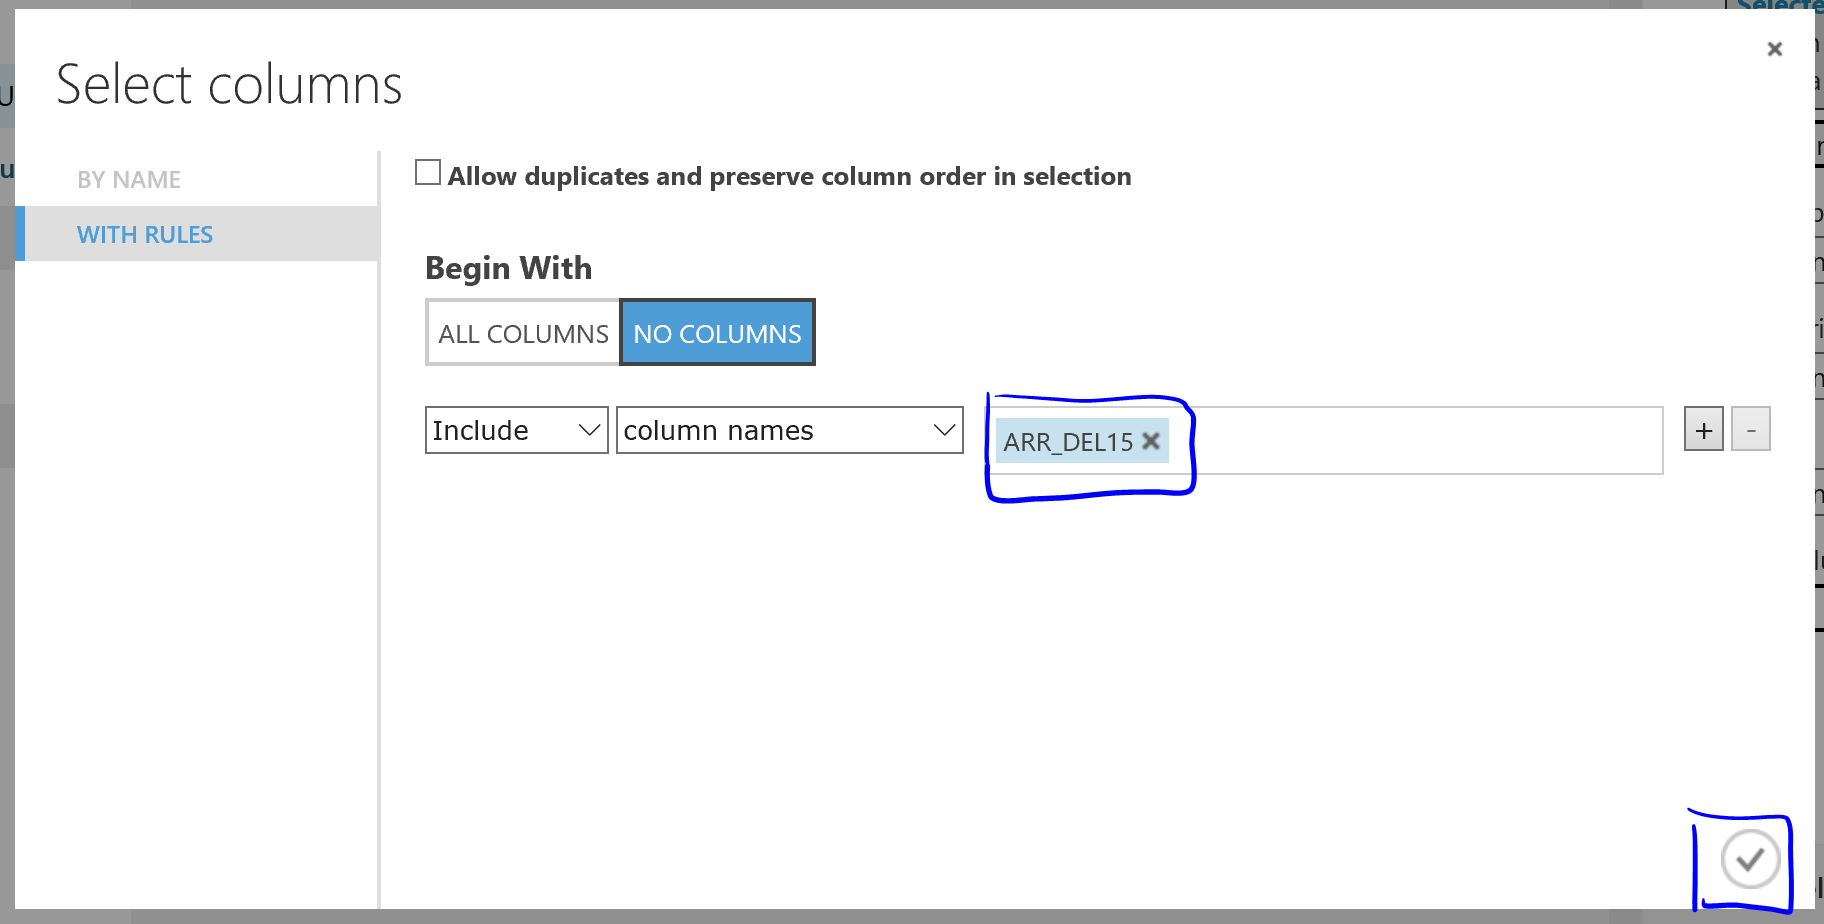 Select columns
BY NAME
WITH RULES
Allow duplicates and preserve column order in selection
Begin With
ALL COLUMNS NO COLUMNS
Include column names ARR_DEL15 + -